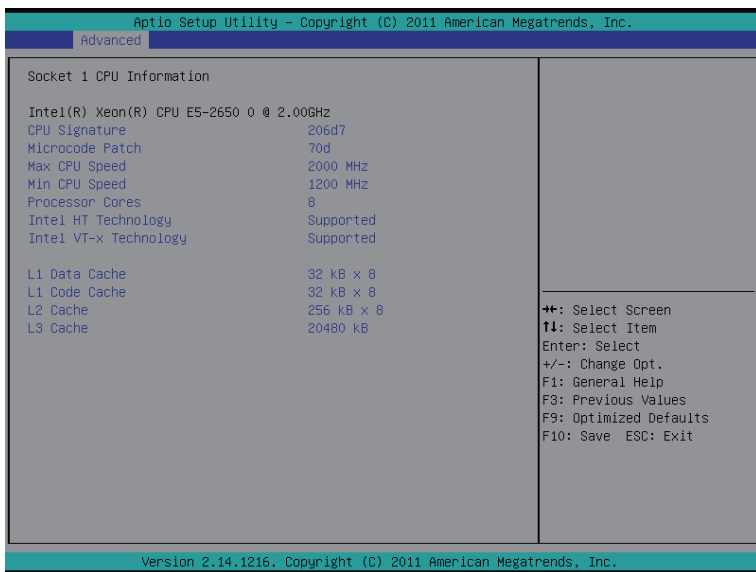 Aptio Setup Utility – Copyright (C) 2011 American Megatrends, Inc.
Advanced
Socket 1 CPU Information
Intel(R) Xeon(R) CPU E5-2650 0 @ 2.00GHz
CPU Signature 206d7
Microcode Patch 70d
Max CPU Speed 2000 MHz
Min CPU Speed 1200 MHz
Processor Cores 8
Intel HT Technology Supported
Intel VT-x Technology Supported
L1 Data Cache 32 kB x 8
L1 Code Cache 32 kB x 8
L2 Cache 256 kB x 8
L3 Cache 20480 kB
→←: Select Screen
↑↓: Select Item
Enter: Select
+/-: Change Opt.
F1: General Help
F3: Previous Values
F9: Optimized Defaults
F10: Save ESC: Exit
Version 2.14.1216. Copyright (C) 2011 American Megatrends, Inc.